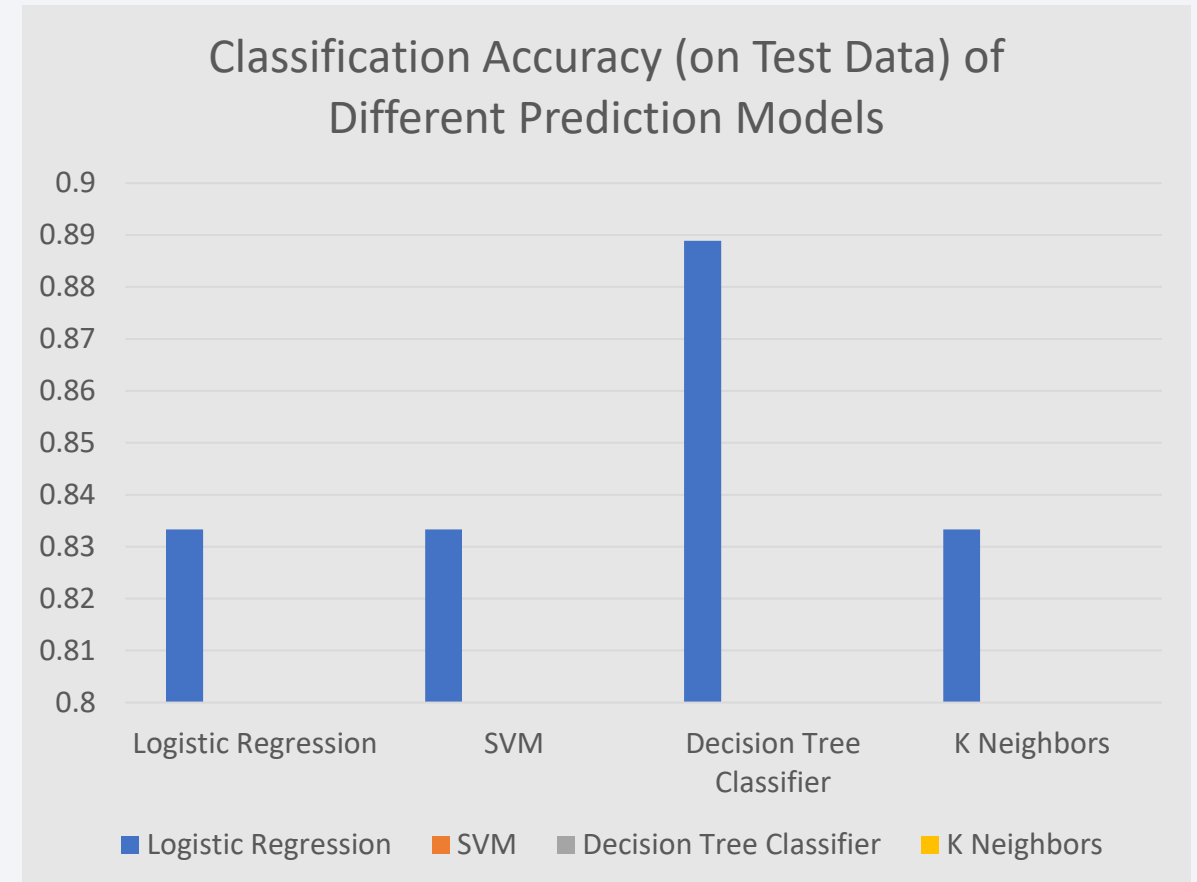 Classification Accuracy (on Test Data) of
Different Prediction Models
0.9
0.89
0.88
0.87
0.86
0.85
0.84
0.83
0.82
0.81
0.8
Logistic Regression
SVM
Decision Tree
Classifier
K Neighbors
Logistic Regression SVM Decision Tree Classifier K Neighbors